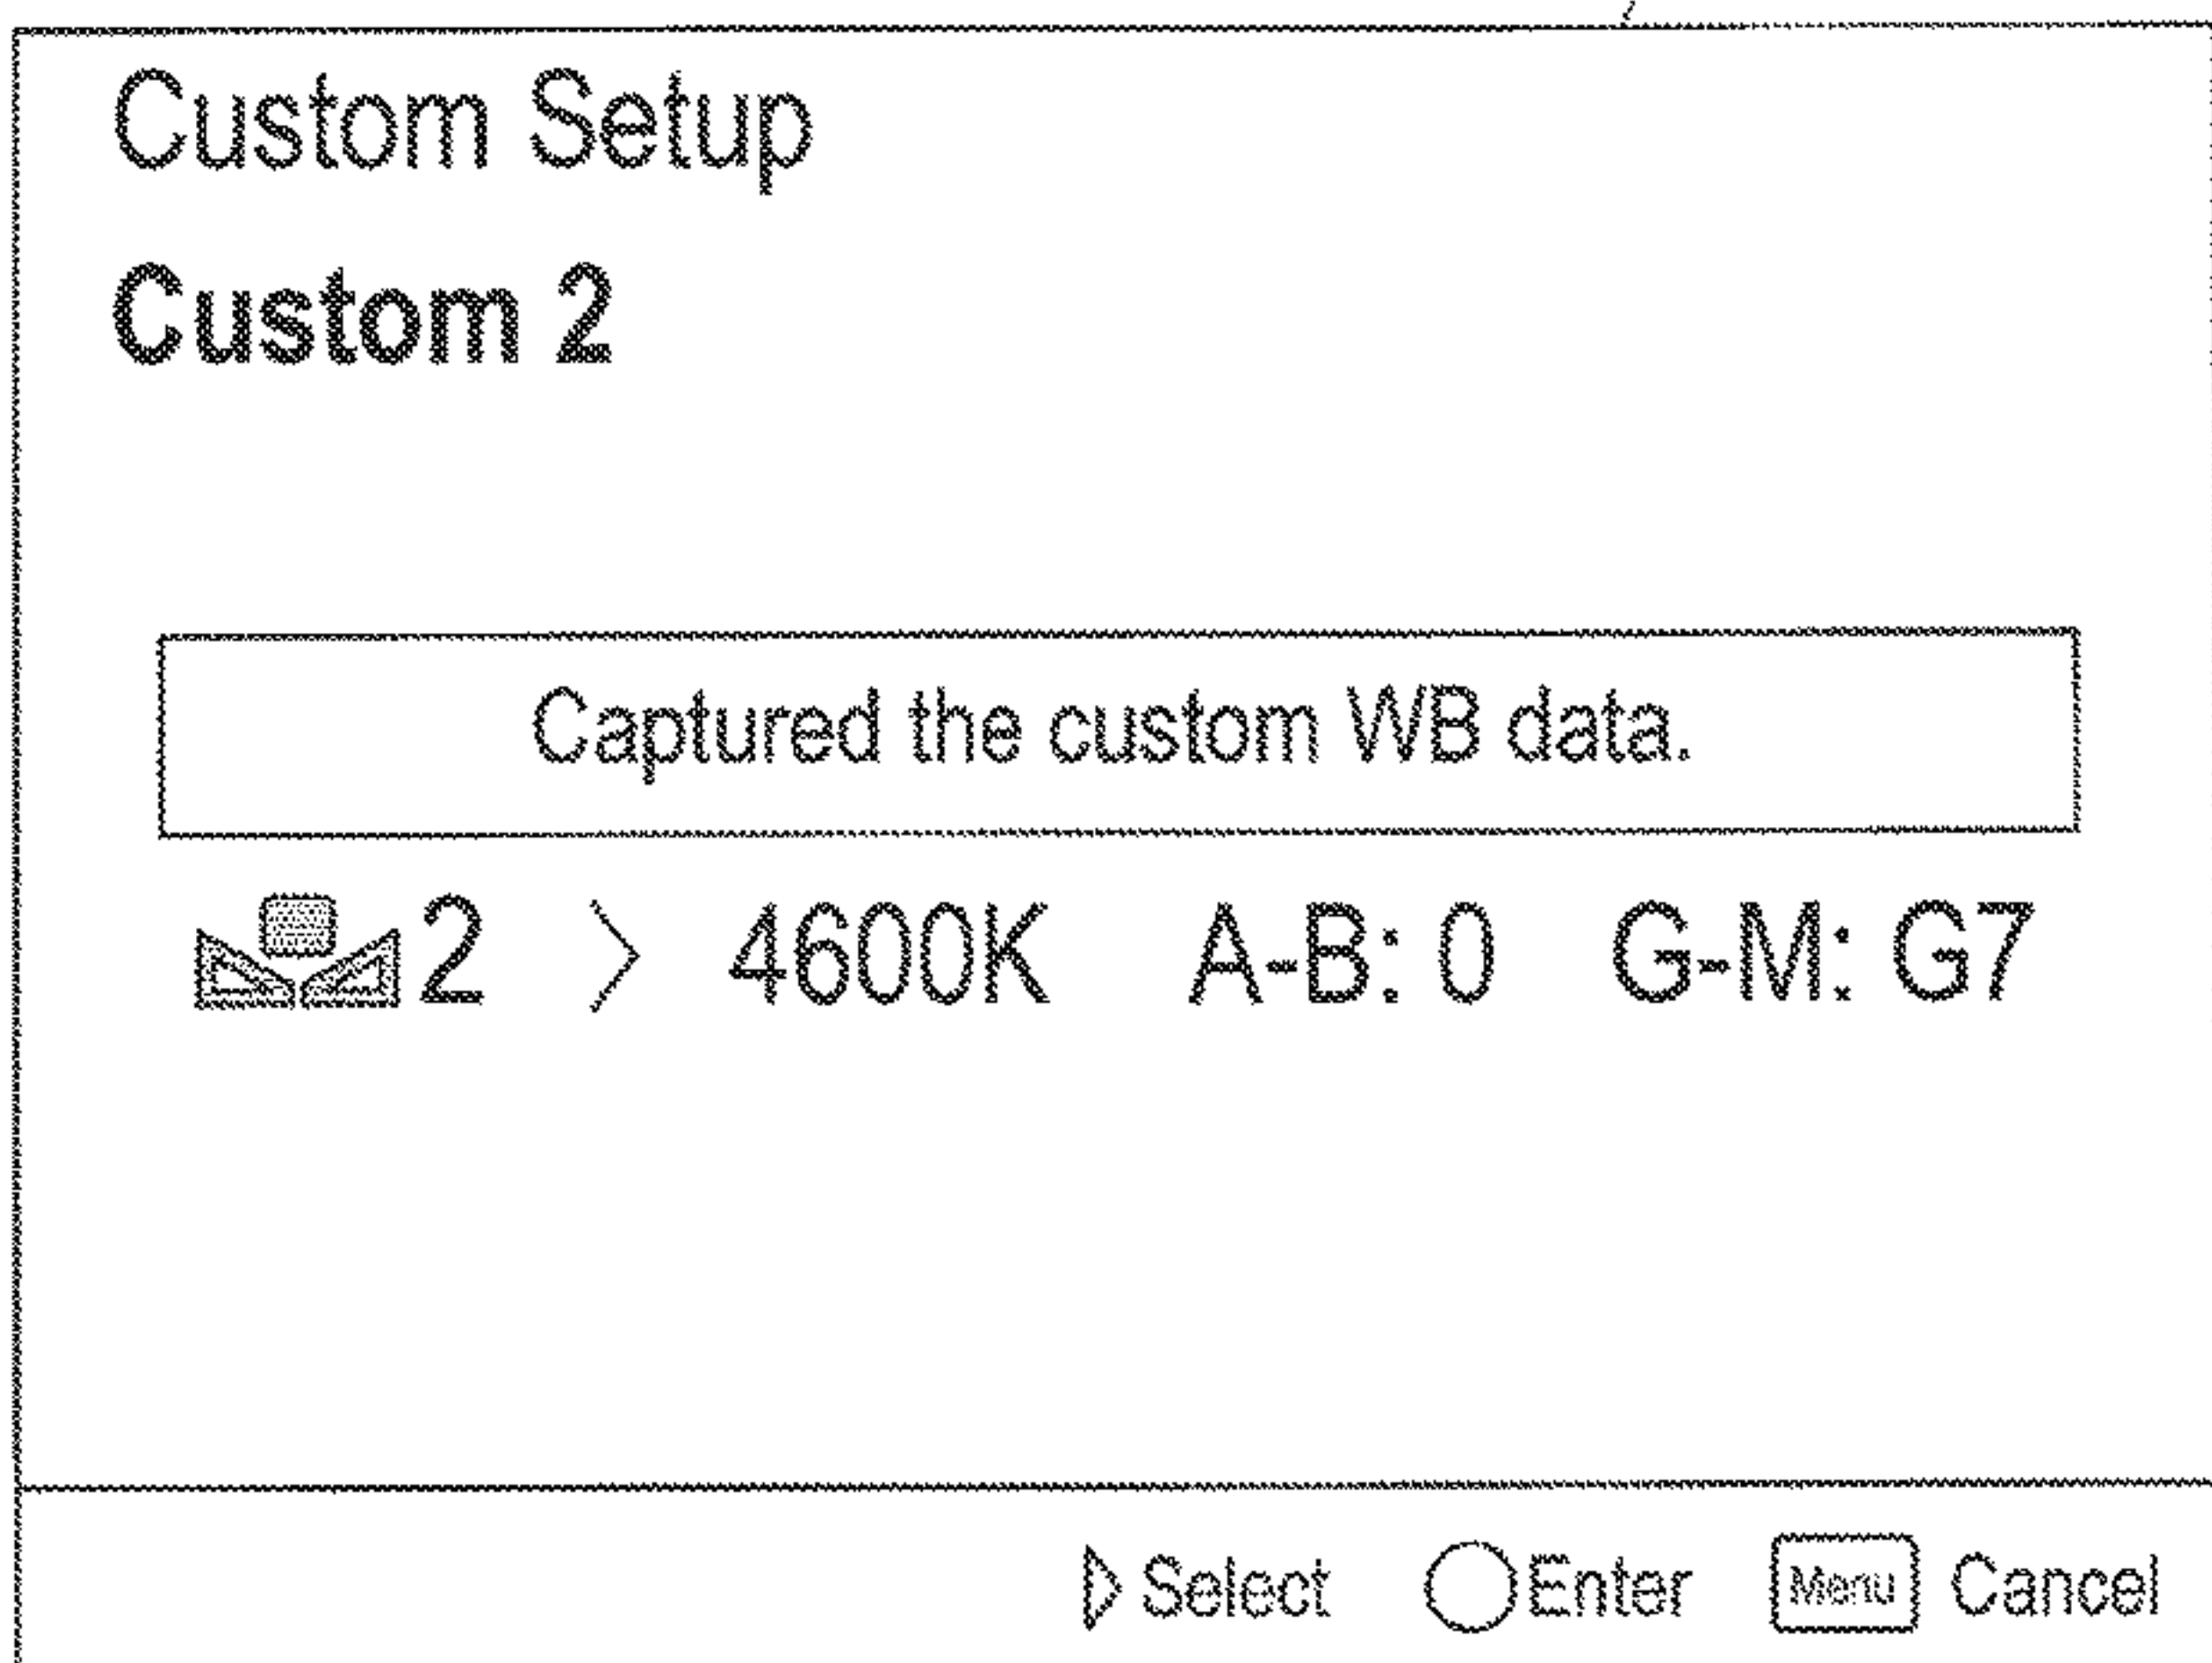 Custom Setup
Custom 2
Captured the custom WB data.
2 > 4600K A-B: 0 G-M: G7
Select Enter Menu Cancel